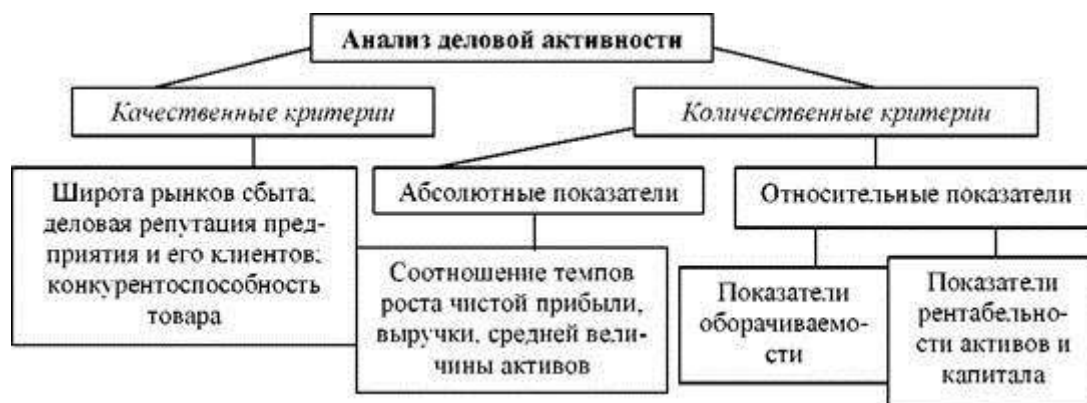 Анализ деловой активности
Качественные критерии
Количественные критерии
Широта рынков сбыта;
деловая репутация пред-
приятия и его клиентов;
конкурентоспособность
товара
Абсолютные показатели
Относительные показатели
Соотношение темпов
роста чистой прибыли,
выручки, средней вели-
чины активов
Показатели
оборачиваемо-
сти
Показатели
рентабельно-
сти активов и
капитала